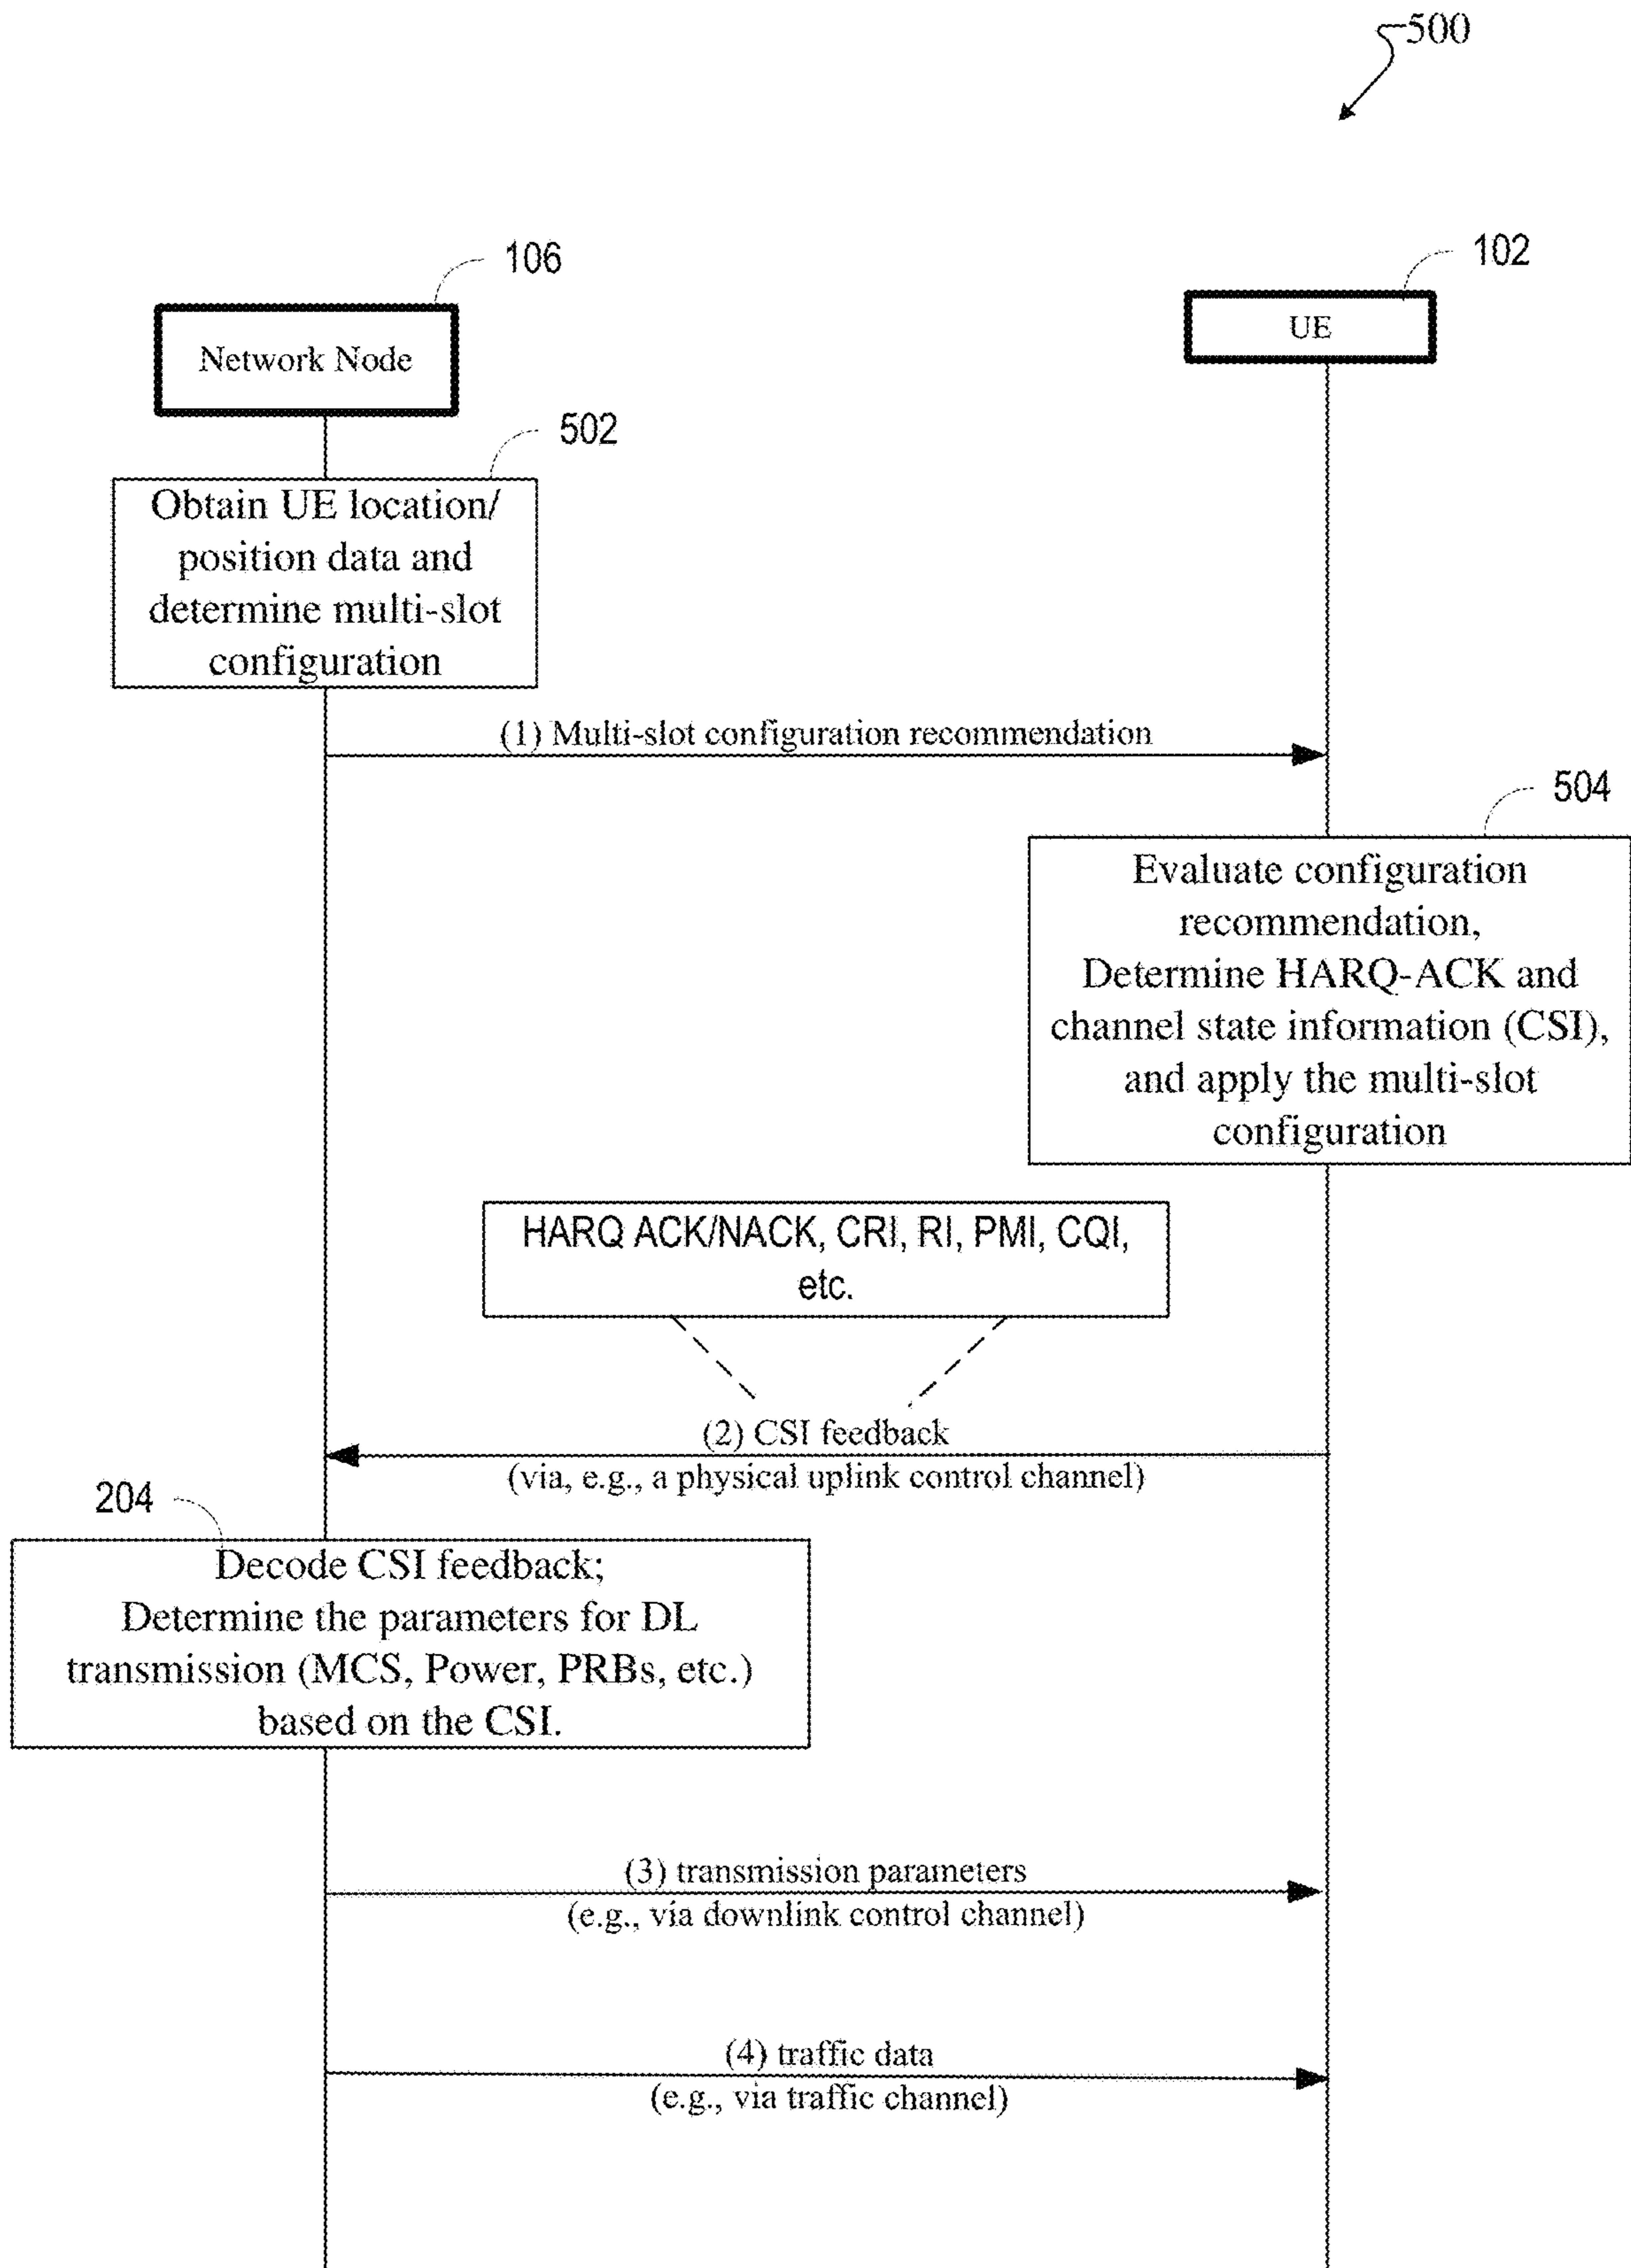 500
106
102
Network Node
UE
502
Obtain UE location/
position data and
determine multi-slot
configuration
(1) Multi-slot configuration recommendation
504
Evaluate configuration
recommendation,
Determine HARQ-ACK and
channel state information (CSI),
and apply the multi-slot
configuration
HARQ ACK/NACK, CRI, RI, PMI, CQI,
etc.
(2) CSI feedback
(via, e.g., a physical uplink control channel)
204
Decode CSI feedback;
Determine the parameters for DL
transmission (MCS, Power, PRBs, etc.)
based on the CSI.
(3) transmission parameters
(e.g., via downlink control channel)
(4) traffic data
(e.g., via traffic channel)